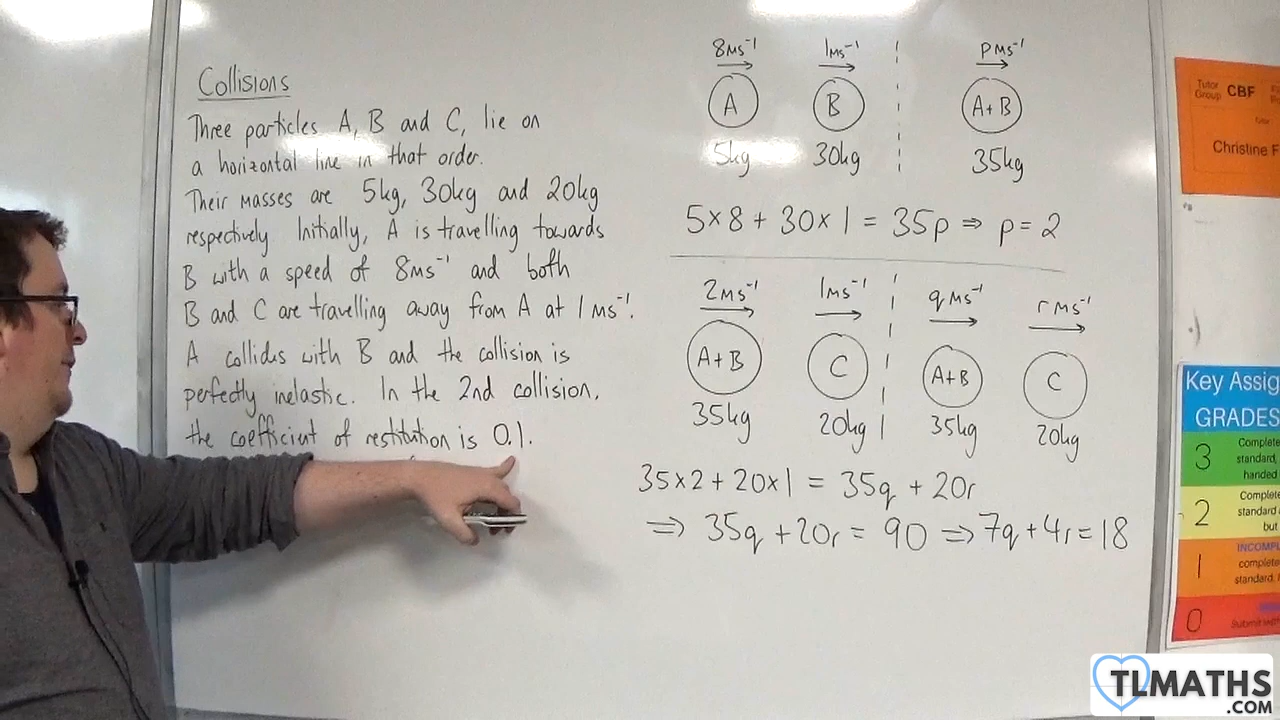 Collisions
Three particles A, B and C, lie on
a horizontal line in that order.
Their masses are 5kg, 30kg and 20kg
respectively Initially, A is travelling towards
B with a speed of 8ms⁻¹ and both
B and C are travelling away from A at 1ms⁻¹.
A collides with B and the collision is
perfectly inelastic. In the 2nd collision,
the coefficient of restitution is 0.1.
8ms⁻¹ 1ms⁻¹ pms⁻¹
A B A+B
5kg 30kg 35kg
5×8 + 30×1 = 35p ⇒ p = 2
2ms⁻¹ 1ms⁻¹ qms⁻¹ rms⁻¹
A+B C A+B C
35kg 20kg 35kg 20kg
35×2 + 20×1 = 35q + 20r
⇒ 35q + 20r = 90 ⇒ 7q + 4r = 18
Tutor
Group CBF
Christine F
Key Assig
GRADES
3 Complete
standard,
handed
2 Complete
standard
but
1 INCOMPL
complete
standard.
0
Submit
TLMATHS
.COM